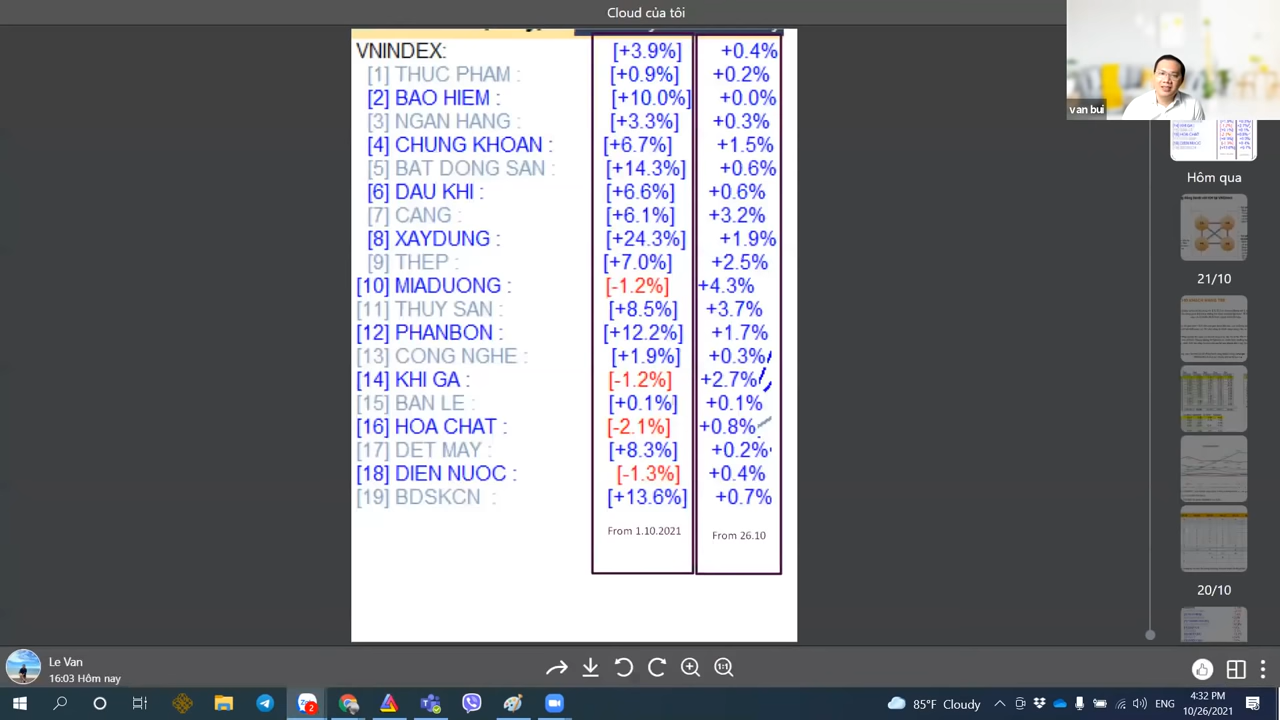 Cloud của tôi
VNINDEX: [+3.9%] +0.4%
[1] THUC PHAM : [+0.9%] +0.2%
[2] BAO HIEM : [+10.0%] +0.0%
[3] NGAN HANG : [+3.3%] +0.3%
[4] CHUNG KHOAN : [+6.7%] +1.5%
[5] BAT DONG SAN : [+14.3%] +0.6%
[6] DAU KHI : [+6.6%] +0.6%
[7] CANG : [+6.1%] +3.2%
[8] XAYDUNG : [+24.3%] +1.9%
[9] THEP : [+7.0%] +2.5%
[10] MIADUONG : [-1.2%] +4.3%
[11] THUY SAN : [+8.5%] +3.7%
[12] PHANBON : [+12.2%] +1.7%
[13] CONG NGHE : [+1.9%] +0.3%
[14] KHI GA : [-1.2%] +2.7%
[15] BAN LE : [+0.1%] +0.1%
[16] HOA CHAT : [-2.1%] +0.8%
[17] DET MAY : [+8.3%] +0.2%
[18] DIEN NUOC : [-1.3%] +0.4%
[19] BDSKCN : [+13.6%] +0.7%
From 1.10.2021 From 26.10
van bui
Hôm qua
21/10
20/10
Le Van
16:03 Hôm nay
1:1
2
85°F Cloudy
ENG
4:32 PM
10/26/2021